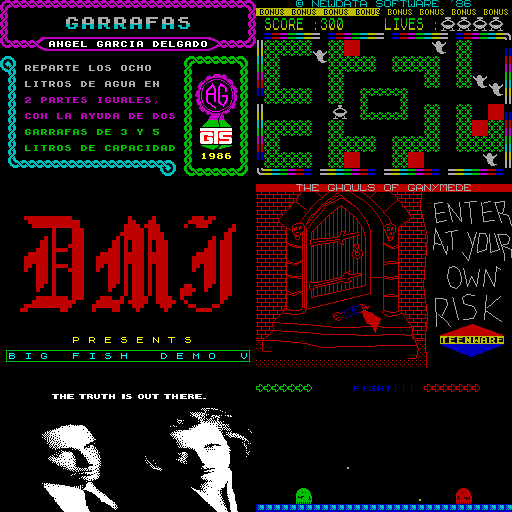 GARRAFAS
ANGEL GARCIA DELGADO
REPARTE LOS OCHO
LITROS DE AGUA EN
2 PARTES IGUALES,
CON LA AYUDA DE DOS
GARRAFAS DE 3 Y 5
LITROS DE CAPACIDAD
AG
GTS
1986
© NEWDATA SOFTWARE '86
BONUS BONUS BONUS BONUS BONUS BONUS BONUS BONUS
SCORE :300 LIVES
DMJ
PRESENTS
BIG FISH DEMO V
THE GHOULS OF GANYMEDE
ENTER
AT YOUR
OWN
RISK
TEENWARE
THE TRUTH IS OUT THERE.
FIGHT!!!